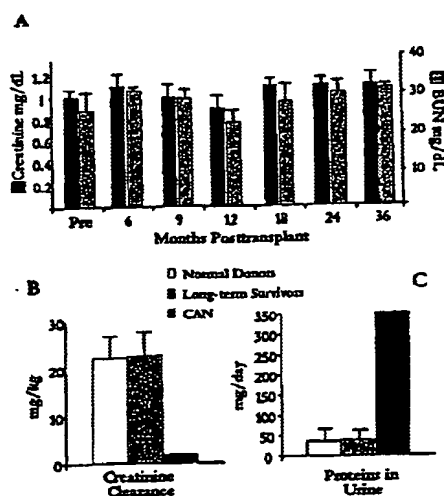 A
Creatinine mg/dL
1.2
1
0.8
0.6
0.4
0.2
40
30
20
10
BUN mg/dL
Pre 6 9 12 18 24 36
Months Posttransplant
Normal Donors
Long-term Survivors
CAN
B
30
20
10
0
mg/kg
Creatinine
Clearance
C
350
300
250
200
150
100
50
0
mg/day
Proteins in
Urine